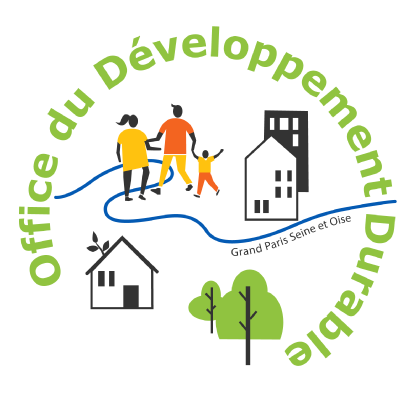 Office du Développement Durable
Grand Paris Seine et Oise